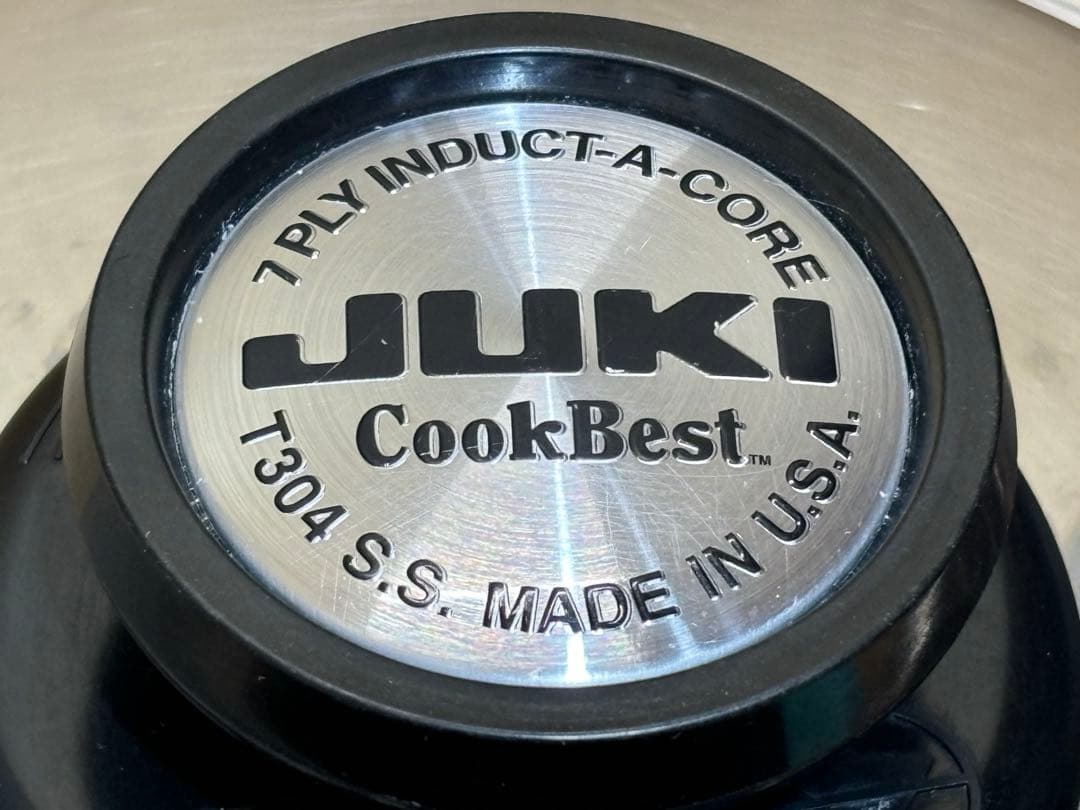 7 PLY INDUCT-A-CORE
JUKI
CookBest™
T304 S.S. MADE IN U.S.A.